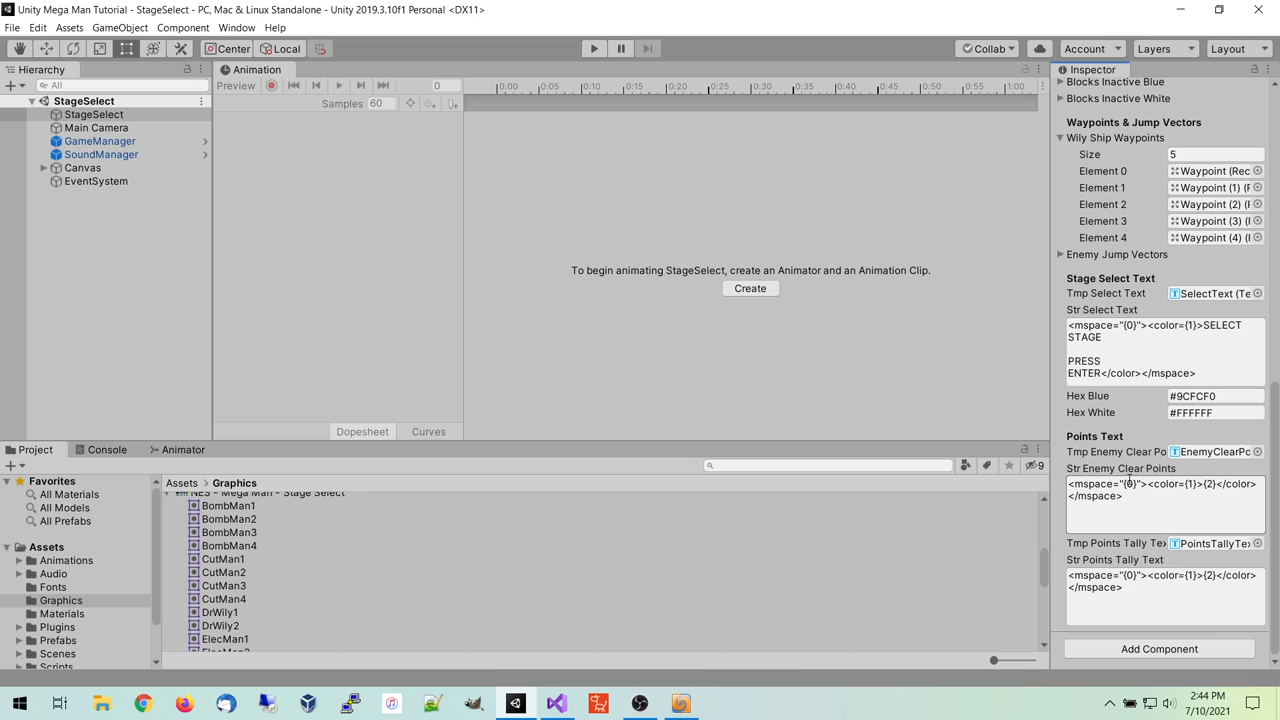 Unity Mega Man Tutorial - StageSelect - PC, Mac & Linux Standalone - Unity 2019.3.10f1 Personal <DX11>
File Edit Assets GameObject Component Window Help
Center Local Collab Account Layers Layout
Hierarchy
All
StageSelect
StageSelect
Main Camera
GameManager
SoundManager
Canvas
EventSystem
Animation
Preview 0
Samples 60
0:00 0:05 0:10 0:15 0:20 0:25 0:30 0:35 0:40 0:45 0:50 0:55 1:00
To begin animating StageSelect, create an Animator and an Animation Clip.
Create
Dopesheet Curves
Inspector
Blocks Inactive Blue
Blocks Inactive White
Waypoints & Jump Vectors
Wily Ship Waypoints
Size 5
Element 0 Waypoint (Rec
Element 1 Waypoint (1) (F
Element 2 Waypoint (2) (F
Element 3 Waypoint (3) (I
Element 4 Waypoint (4) (I
Enemy Jump Vectors
Stage Select Text
Tmp Select Text SelectText (Te
Str Select Text
<mspace="{0}"><color={1}>SELECT
STAGE
PRESS
ENTER</color></mspace>
Hex Blue #9CFCF0
Hex White #FFFFFF
Points Text
Tmp Enemy Clear Po EnemyClearPo
Str Enemy Clear Points
<mspace="{0}"><color={1}>{2}</color>
</mspace>
Tmp Points Tally Tex PointsTallyTex
Str Points Tally Text
<mspace="{0}"><color={1}>{2}</color>
</mspace>
Add Component
Project Console Animator
9
Favorites
All Materials
All Models
All Prefabs
Assets
Animations
Audio
Fonts
Graphics
Materials
Plugins
Prefabs
Scenes
Scripts
Assets > Graphics
NES - Mega Man - Stage Select
BombMan1
BombMan2
BombMan3
BombMan4
CutMan1
CutMan2
CutMan3
CutMan4
DrWily1
DrWily2
ElecMan1
2:44 PM
7/10/2021